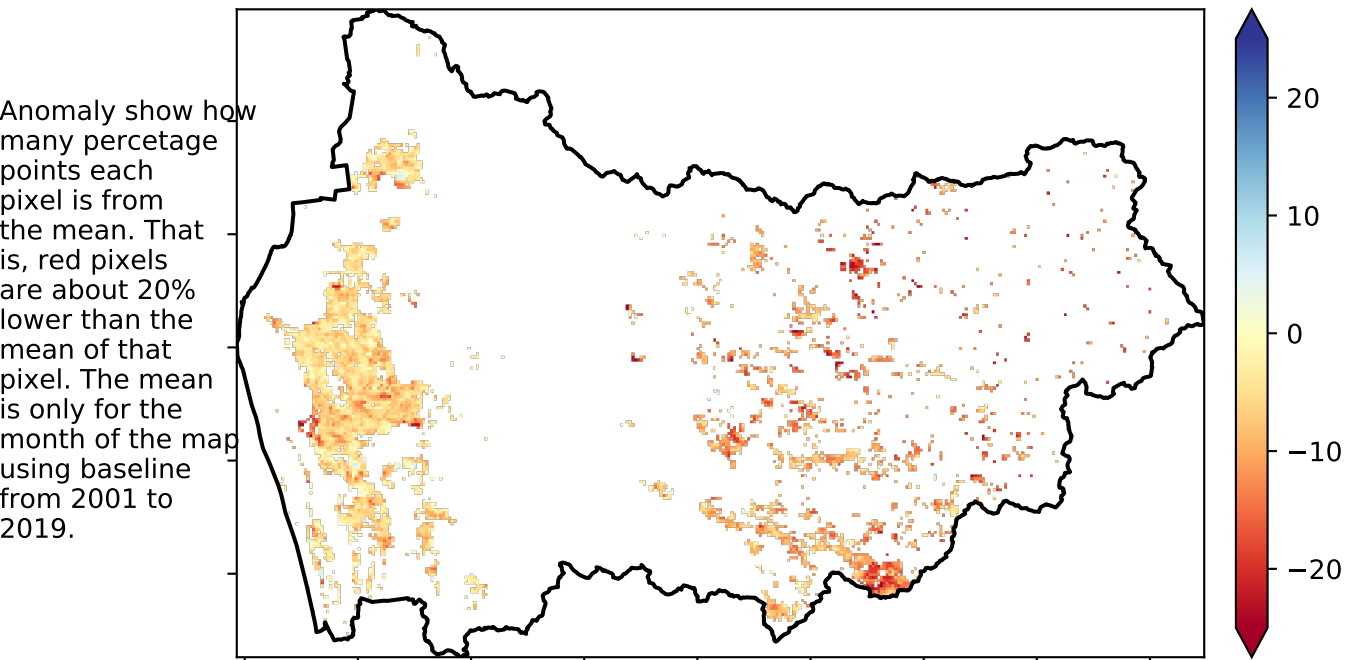 Anomaly show how
many percetage
points each
pixel is from
the mean. That
is, red pixels
are about 20%
lower than the
mean of that
pixel. The mean
is only for the
month of the map
using baseline
from 2001 to
2019.
20
10
0
−10
−20